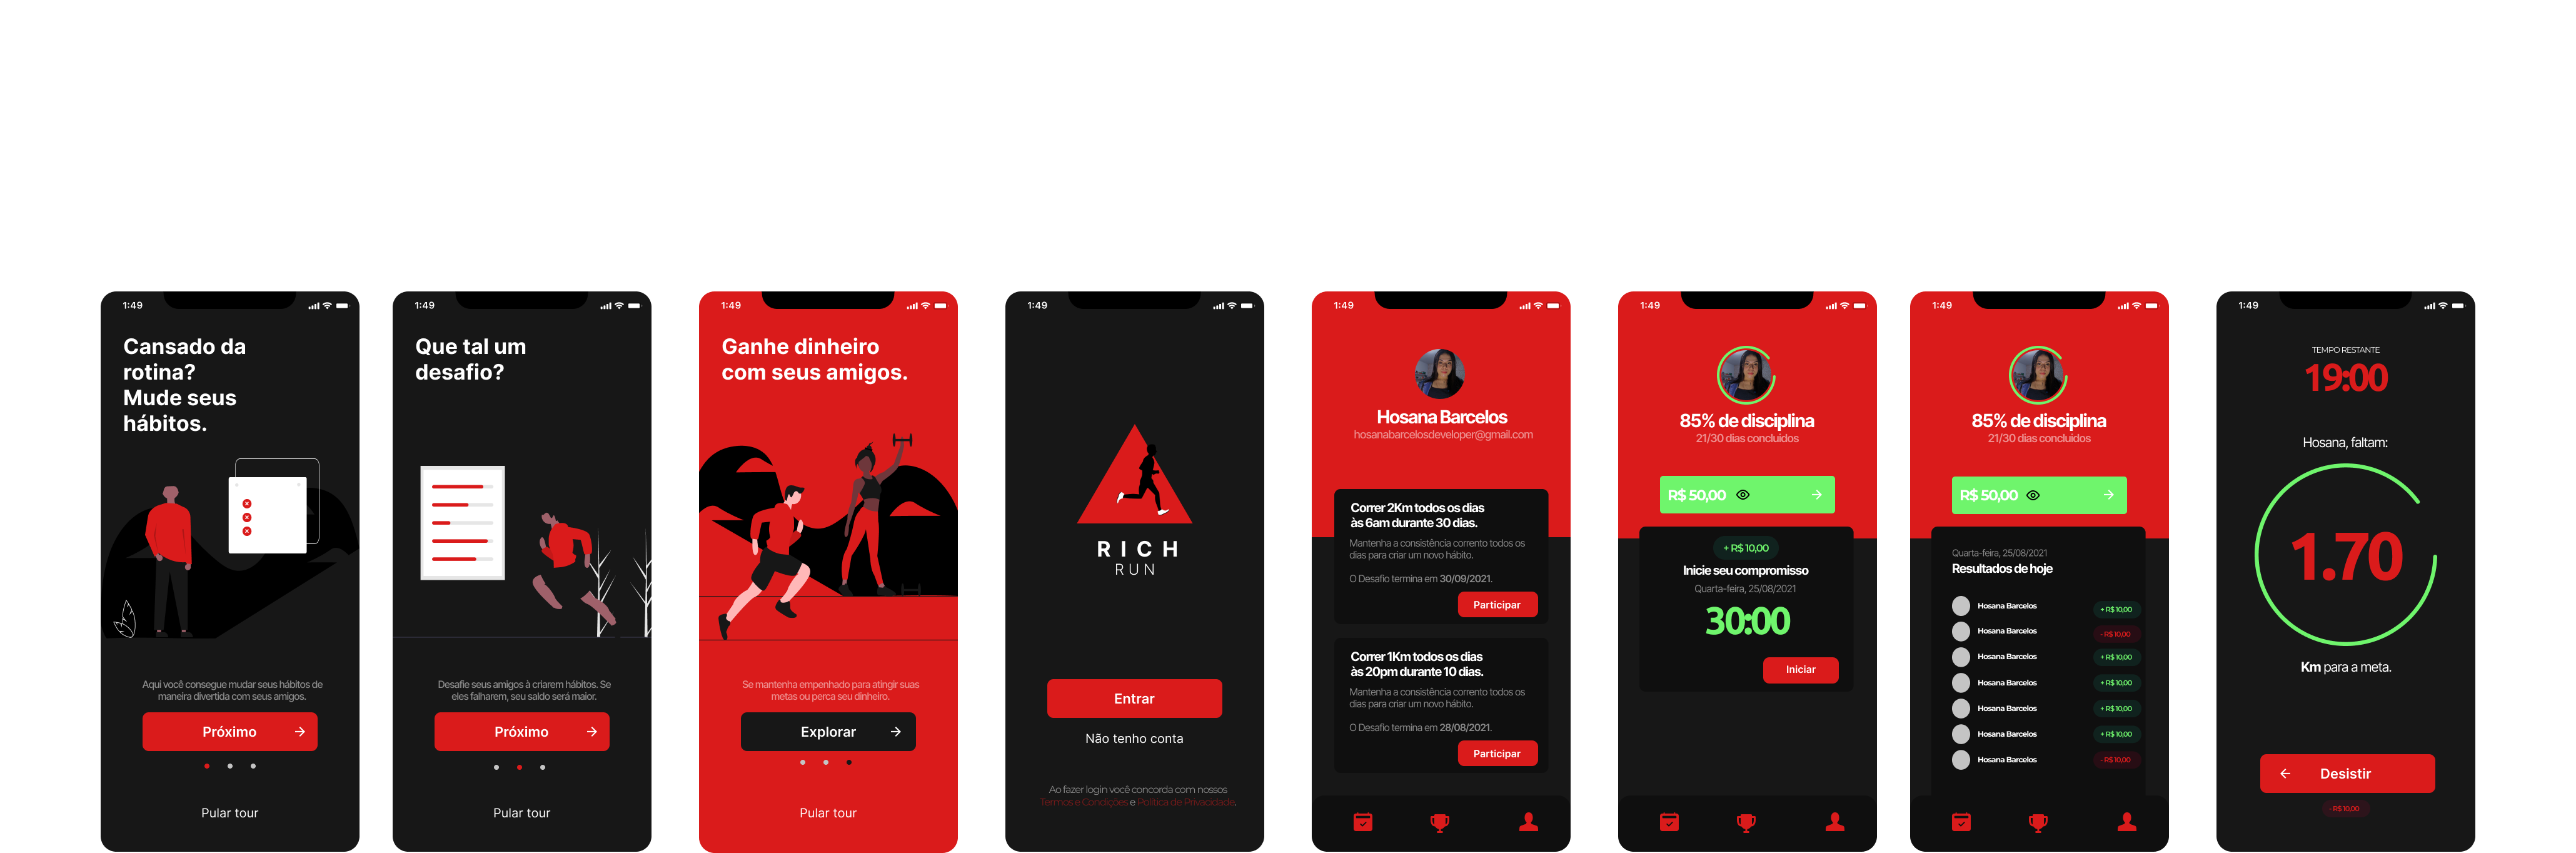 1:49
Cansado da
rotina?
Mude seus
hábitos.
Aqui você consegue mudar seus hábitos de
maneira divertida com seus amigos.
Próximo
Pular tour
1:49
Que tal um
desafio?
Desafie seus amigos à criarem hábitos. Se
eles falharem, seu saldo será maior.
Próximo
Pular tour
1:49
Ganhe dinheiro
com seus amigos.
Se mantenha empenhado para atingir suas
metas ou perca seu dinheiro.
Explorar
Pular tour
1:49
RICH
RUN
Entrar
Não tenho conta
Ao fazer login você concorda com nossos
Termos e Condições e Política de Privacidade.
1:49
Hosana Barcelos
hosanabarcelosdeveloper@gmail.com
Correr 2Km todos os dias
às 6am durante 30 dias.
Mantenha a consistência corrento todos os
dias para criar um novo hábito.
O Desafio termina em 30/09/2021.
Participar
Correr 1Km todos os dias
às 20pm durante 10 dias.
Mantenha a consistência corrento todos os
dias para criar um novo hábito.
O Desafio termina em 28/08/2021.
Participar
1:49
85% de disciplina
21/30 dias concluidos
R$ 50,00
+ R$ 10,00
Inicie seu compromisso
Quarta-feira, 25/08/2021
30:00
Iniciar
1:49
85% de disciplina
21/30 dias concluidos
R$ 50,00
Quarta-feira, 25/08/2021
Resultados de hoje
Hosana Barcelos + R$ 10,00
Hosana Barcelos - R$ 10,00
Hosana Barcelos + R$ 10,00
Hosana Barcelos + R$ 10,00
Hosana Barcelos + R$ 10,00
Hosana Barcelos + R$ 10,00
Hosana Barcelos - R$ 10,00
1:49
TEMPO RESTANTE
19:00
Hosana, faltam:
1.70
Km para a meta.
Desistir
- R$ 10,00